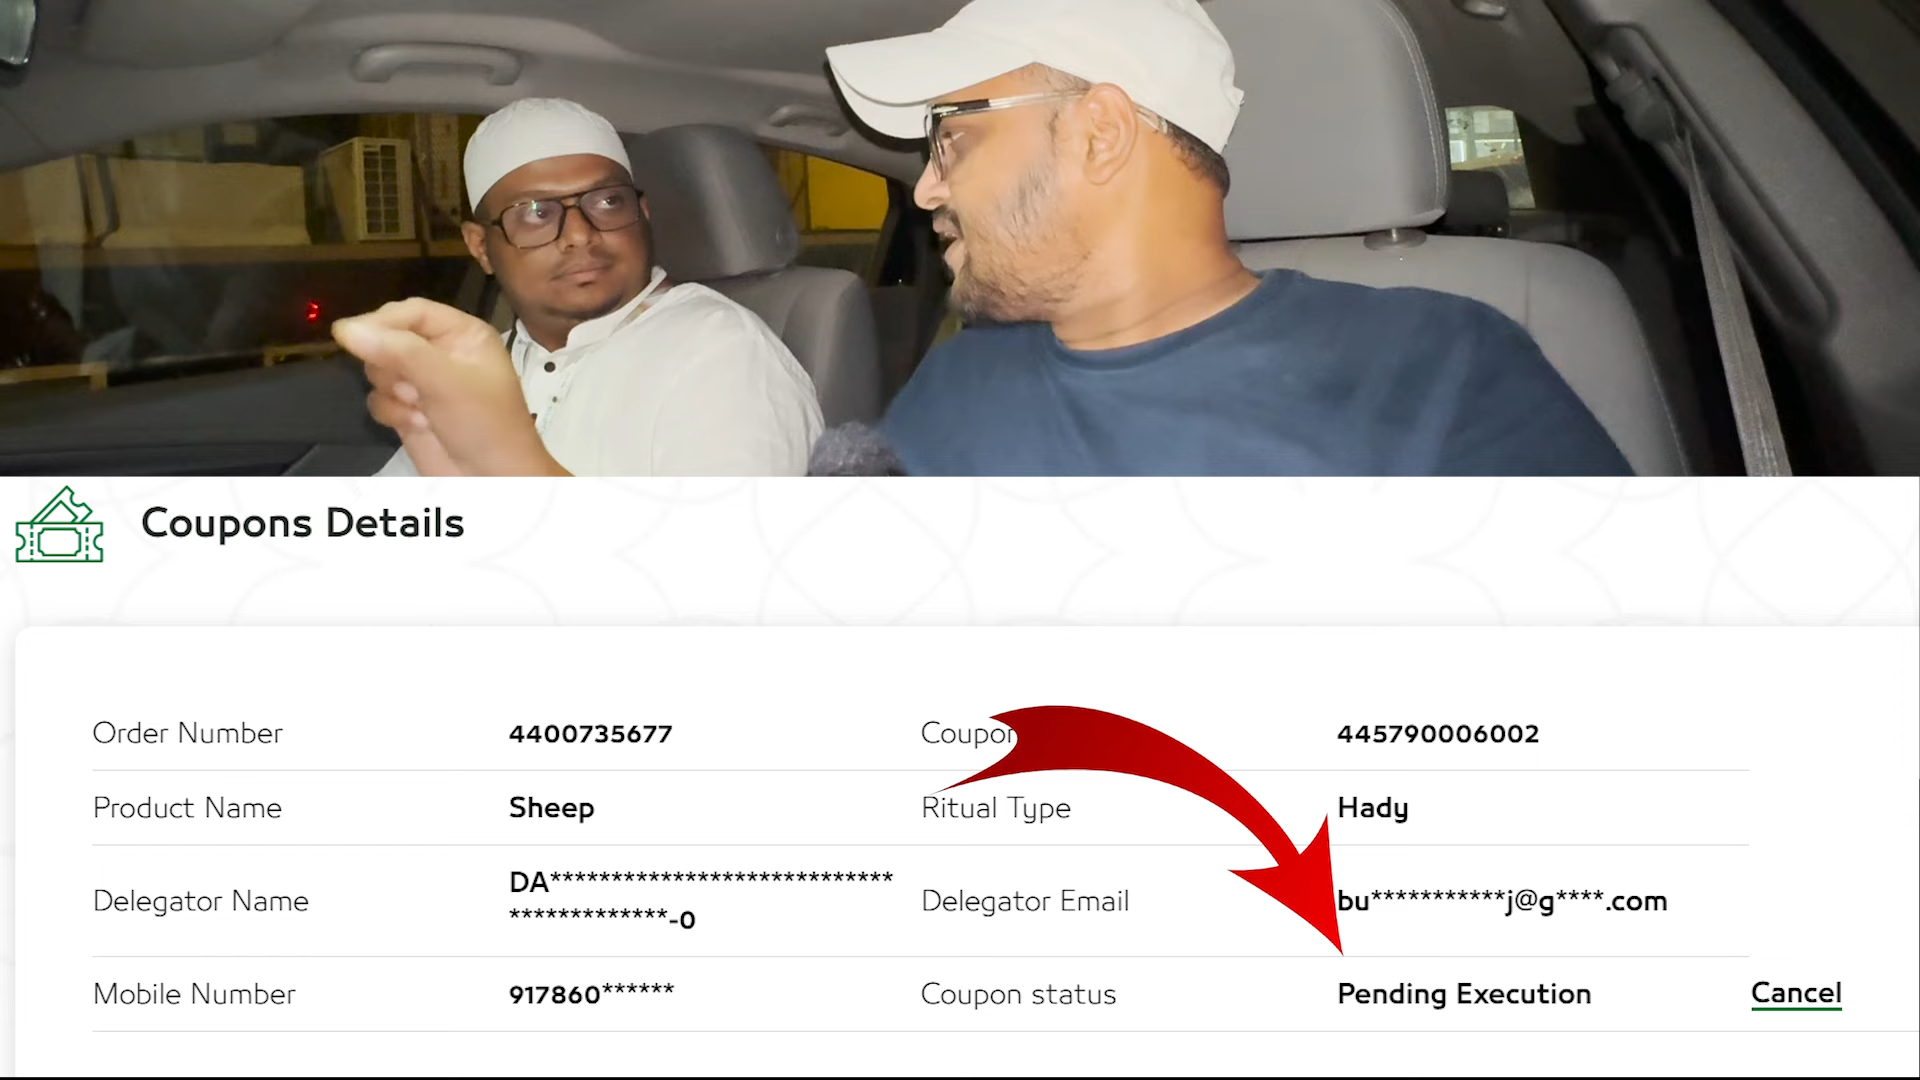 Coupons Details
Order Number 4400735677 Coupon 445790006002
Product Name Sheep Ritual Type Hady
DA****************************
Delegator Name Delegator Email bu***********j@g****.com
*************-0
Mobile Number 917860****** Coupon status Pending Execution Cancel